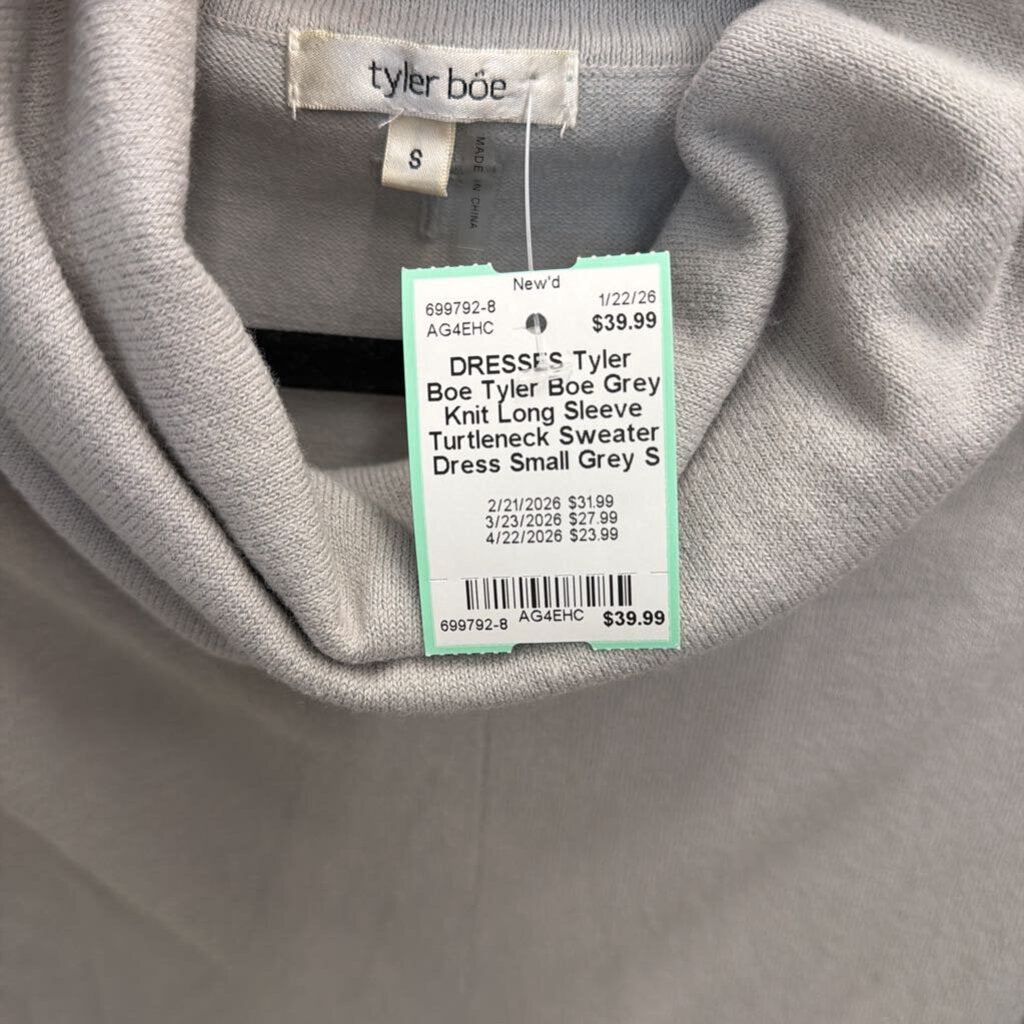 tyler böe
S
MADE IN CHINA
New'd
699792-8 1/22/26
AG4EHC $39.99
DRESSES Tyler
Boe Tyler Boe Grey
Knit Long Sleeve
Turtleneck Sweater
Dress Small Grey S
2/21/2026 $31.99
3/23/2026 $27.99
4/22/2026 $23.99
699792-8 AG4EHC $39.99